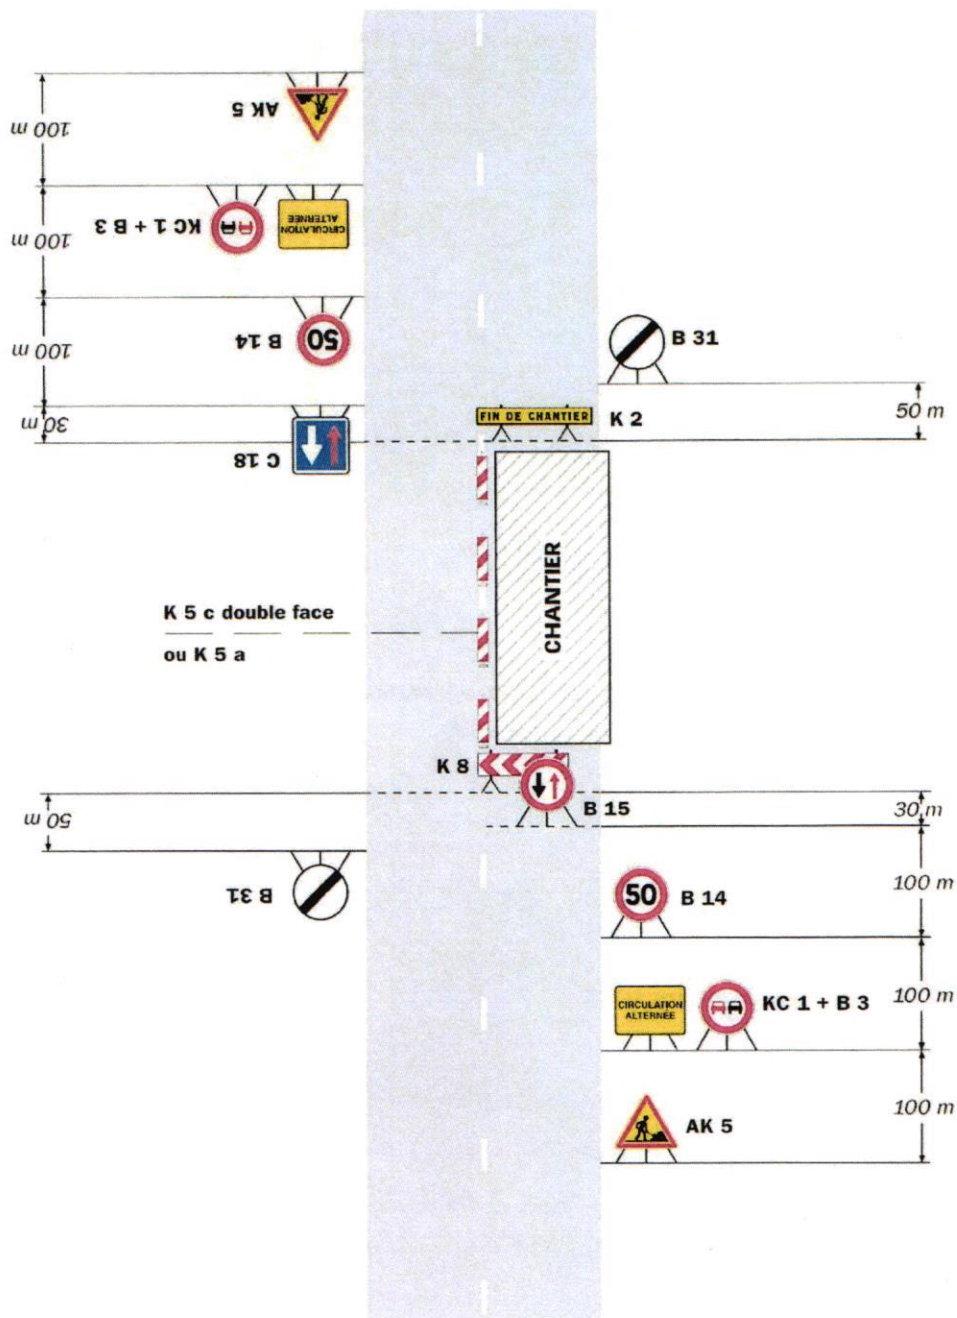 AK 5
100 m
KC 1 + B 3
CIRCULATION
ALTERNÉE
100 m
B 14
50
100 m
B 31
30 m
C 18
FIN DE CHANTIER
K 2
50 m
CHANTIER
K 5 c double face
ou K 5 a
K 8
B 15
30 m
50 m
B 31
50
B 14
100 m
CIRCULATION
ALTERNÉE
KC 1 + B 3
100 m
AK 5
100 m